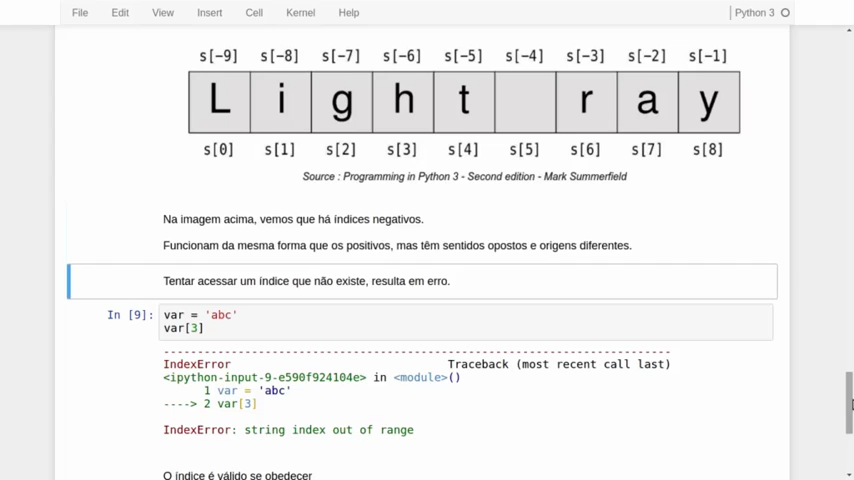 File Edit View Insert Cell Kernel Help Python 3
s[-9] s[-8] s[-7] s[-6] s[-5] s[-4] s[-3] s[-2] s[-1]
L i g h t r a y
s[0] s[1] s[2] s[3] s[4] s[5] s[6] s[7] s[8]
Source : Programming in Python 3 - Second edition - Mark Summerfield
Na imagem acima, vemos que há índices negativos.
Funcionam da mesma forma que os positivos, mas têm sentidos opostos e origens diferentes.
Tentar acessar um índice que não existe, resulta em erro.
In [9]: var = 'abc'
var[3]
---------------------------------------------------------------------------
IndexError Traceback (most recent call last)
<ipython-input-9-e590f924104e> in <module>()
1 var = 'abc'
----> 2 var[3]
IndexError: string index out of range
O índice é válido se obedecer